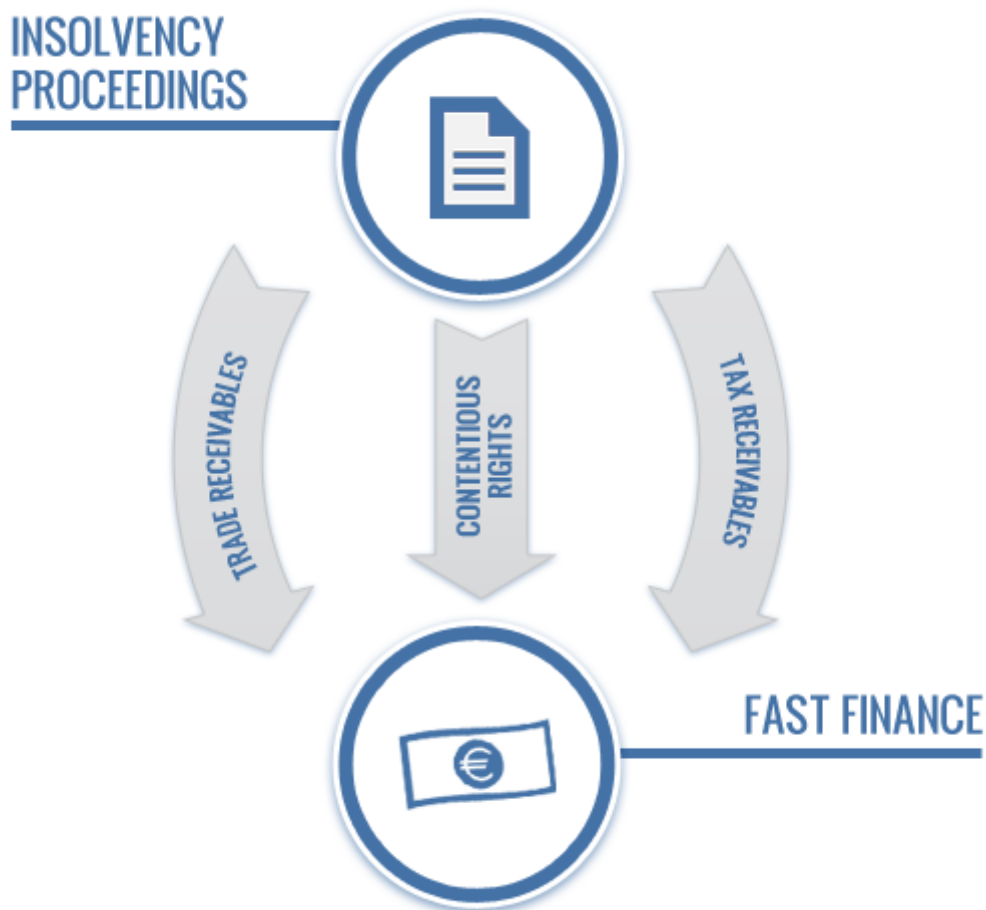 INSOLVENCY
PROCEEDINGS
TRADE RECEIVABLES
CONTENTIOUS
RIGHTS
TAX RECEIVABLES
FAST FINANCE
€